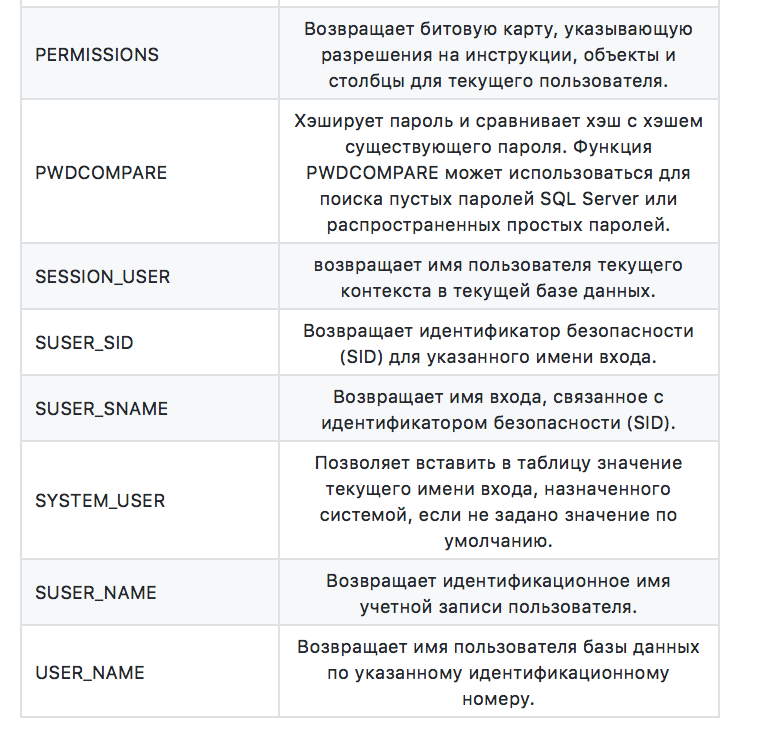 PERMISSIONS
Возвращает битовую карту, указывающую
разрешения на инструкции, объекты и
столбцы для текущего пользователя.
PWDCOMPARE
Хэширует пароль и сравнивает хэш с хэшем
существующего пароля. Функция
PWDCOMPARE может использоваться для
поиска пустых паролей SQL Server или
распространенных простых паролей.
SESSION_USER
возвращает имя пользователя текущего
контекста в текущей базе данных.
SUSER_SID
Возвращает идентификатор безопасности
(SID) для указанного имени входа.
SUSER_SNAME
Возвращает имя входа, связанное с
идентификатором безопасности (SID).
SYSTEM_USER
Позволяет вставить в таблицу значение
текущего имени входа, назначенного
системой, если не задано значение по
умолчанию.
SUSER_NAME
Возвращает идентификационное имя
учетной записи пользователя.
USER_NAME
Возвращает имя пользователя базы данных
по указанному идентификационному
номеру.